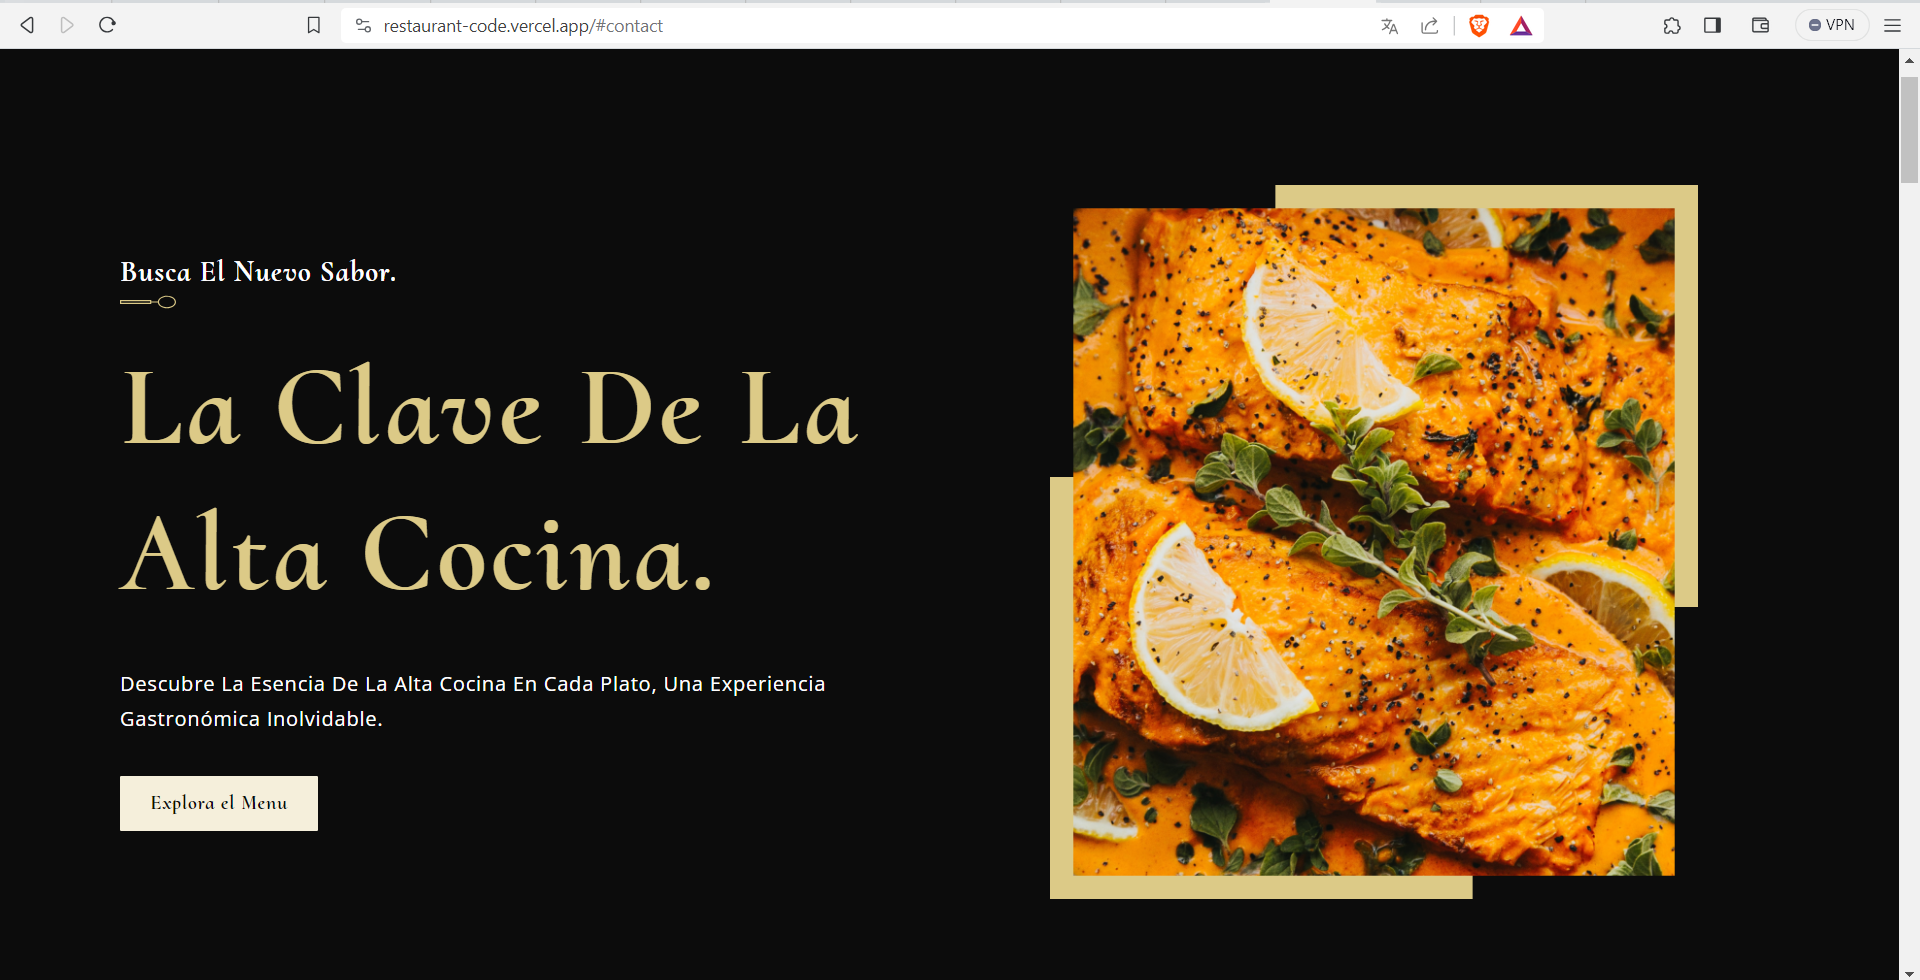 restaurant-code.vercel.app/#contact
VPN
Busca El Nuevo Sabor.
La Clave De La
Alta Cocina.
Descubre La Esencia De La Alta Cocina En Cada Plato, Una Experiencia
Gastronómica Inolvidable.
Explora el Menu